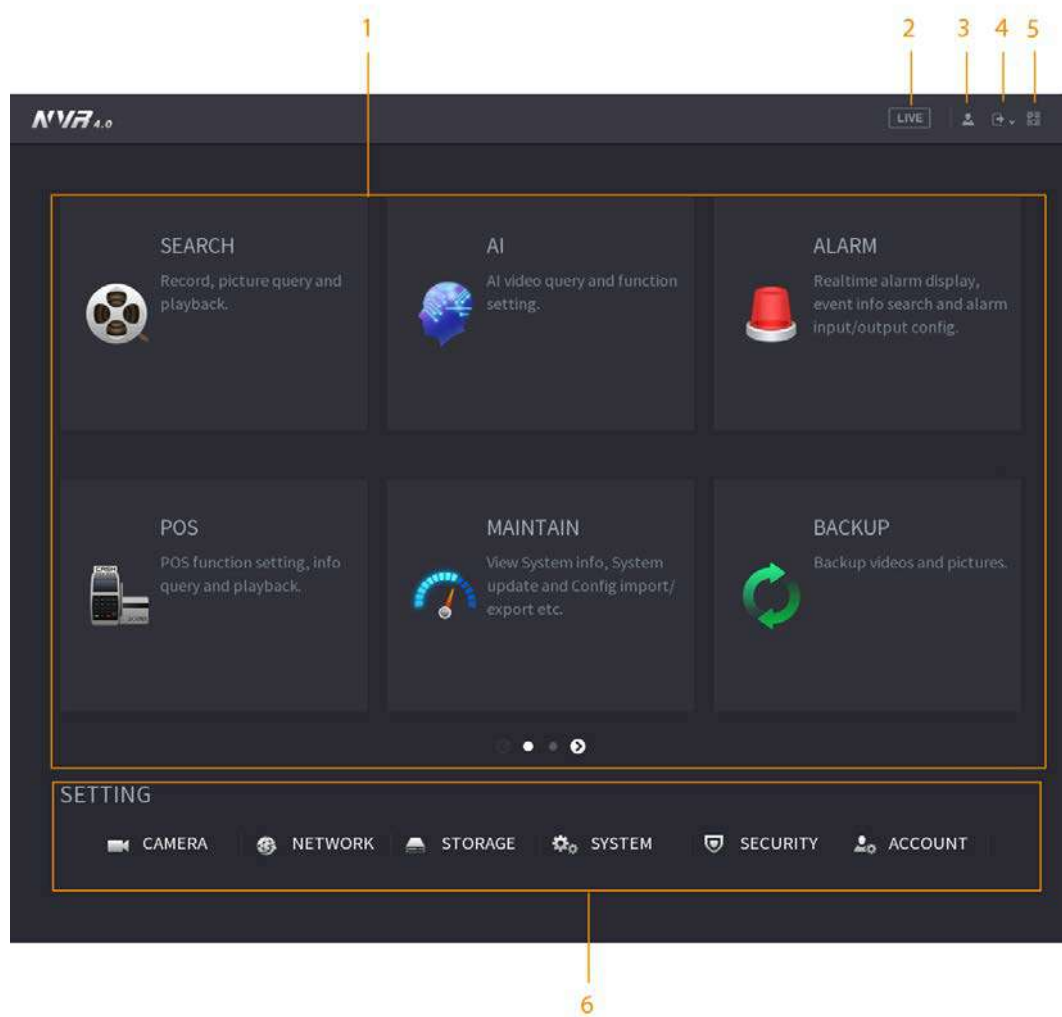 1 2 3 4 5
NVR 4.0 LIVE
SEARCH
Record, picture query and
playback.
AI
AI video query and function
setting.
ALARM
Realtime alarm display,
event info search and alarm
input/output config.
POS
POS function setting, info
query and playback.
CASH
MAINTAIN
View System info, System
update and Config import/
export etc.
BACKUP
Backup videos and pictures.
SETTING
CAMERA NETWORK STORAGE SYSTEM SECURITY ACCOUNT
6